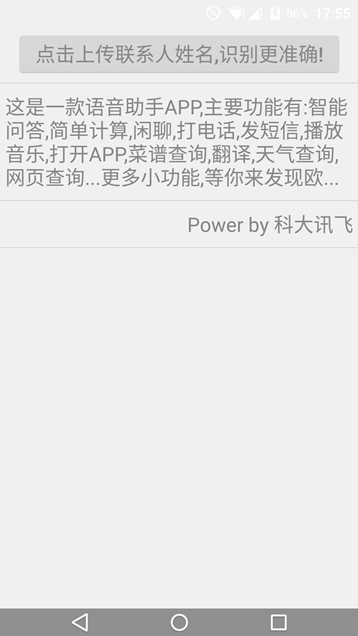 86% 17:55
点击上传联系人姓名,识别更准确!
这是一款语音助手APP,主要功能有:智能
问答,简单计算,闲聊,打电话,发短信,播放
音乐,打开APP,菜谱查询,翻译,天气查询,
网页查询...更多小功能,等你来发现欧...
Power by 科大讯飞